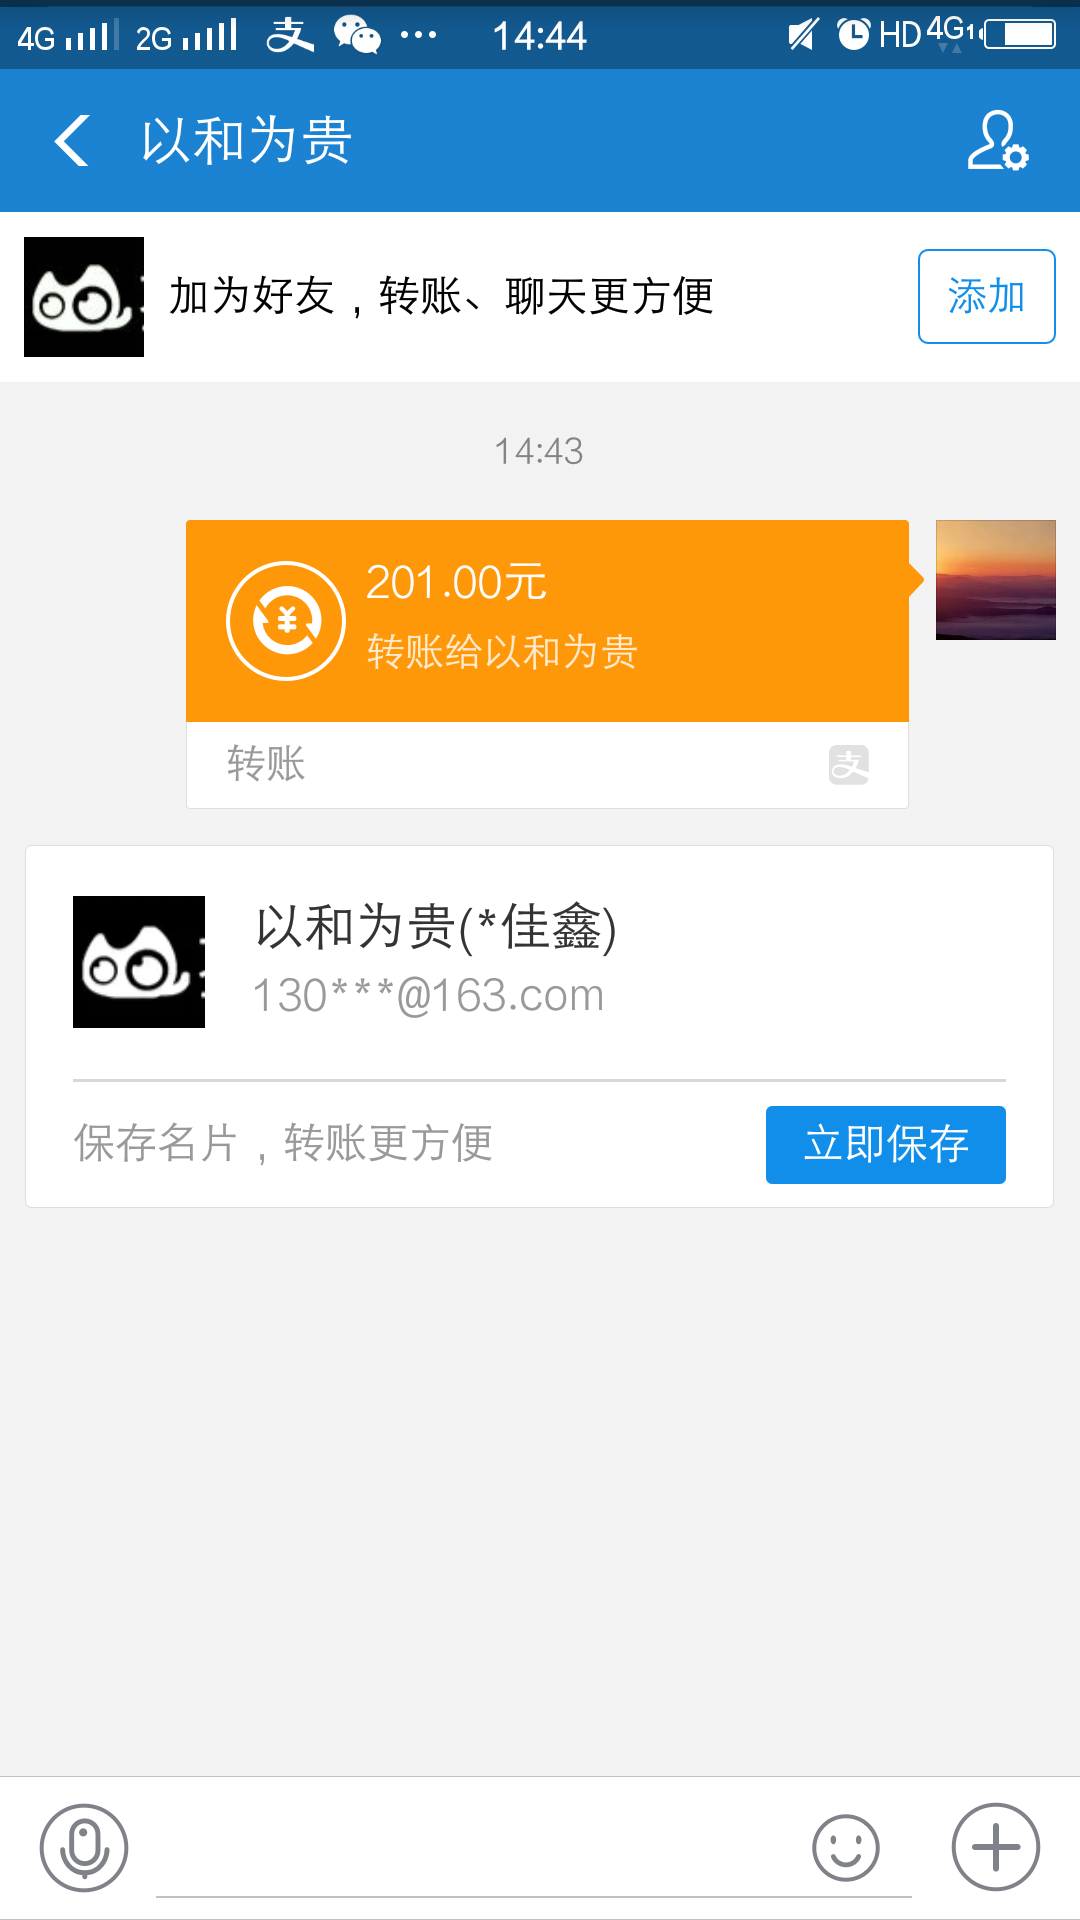 4G 2G 支 14:44 HD 4G1
以和为贵
加为好友，转账、聊天更方便
添加
14:43
201.00元
转账给以和为贵
转账
支
以和为贵(*佳鑫)
130***@163.com
保存名片，转账更方便
立即保存